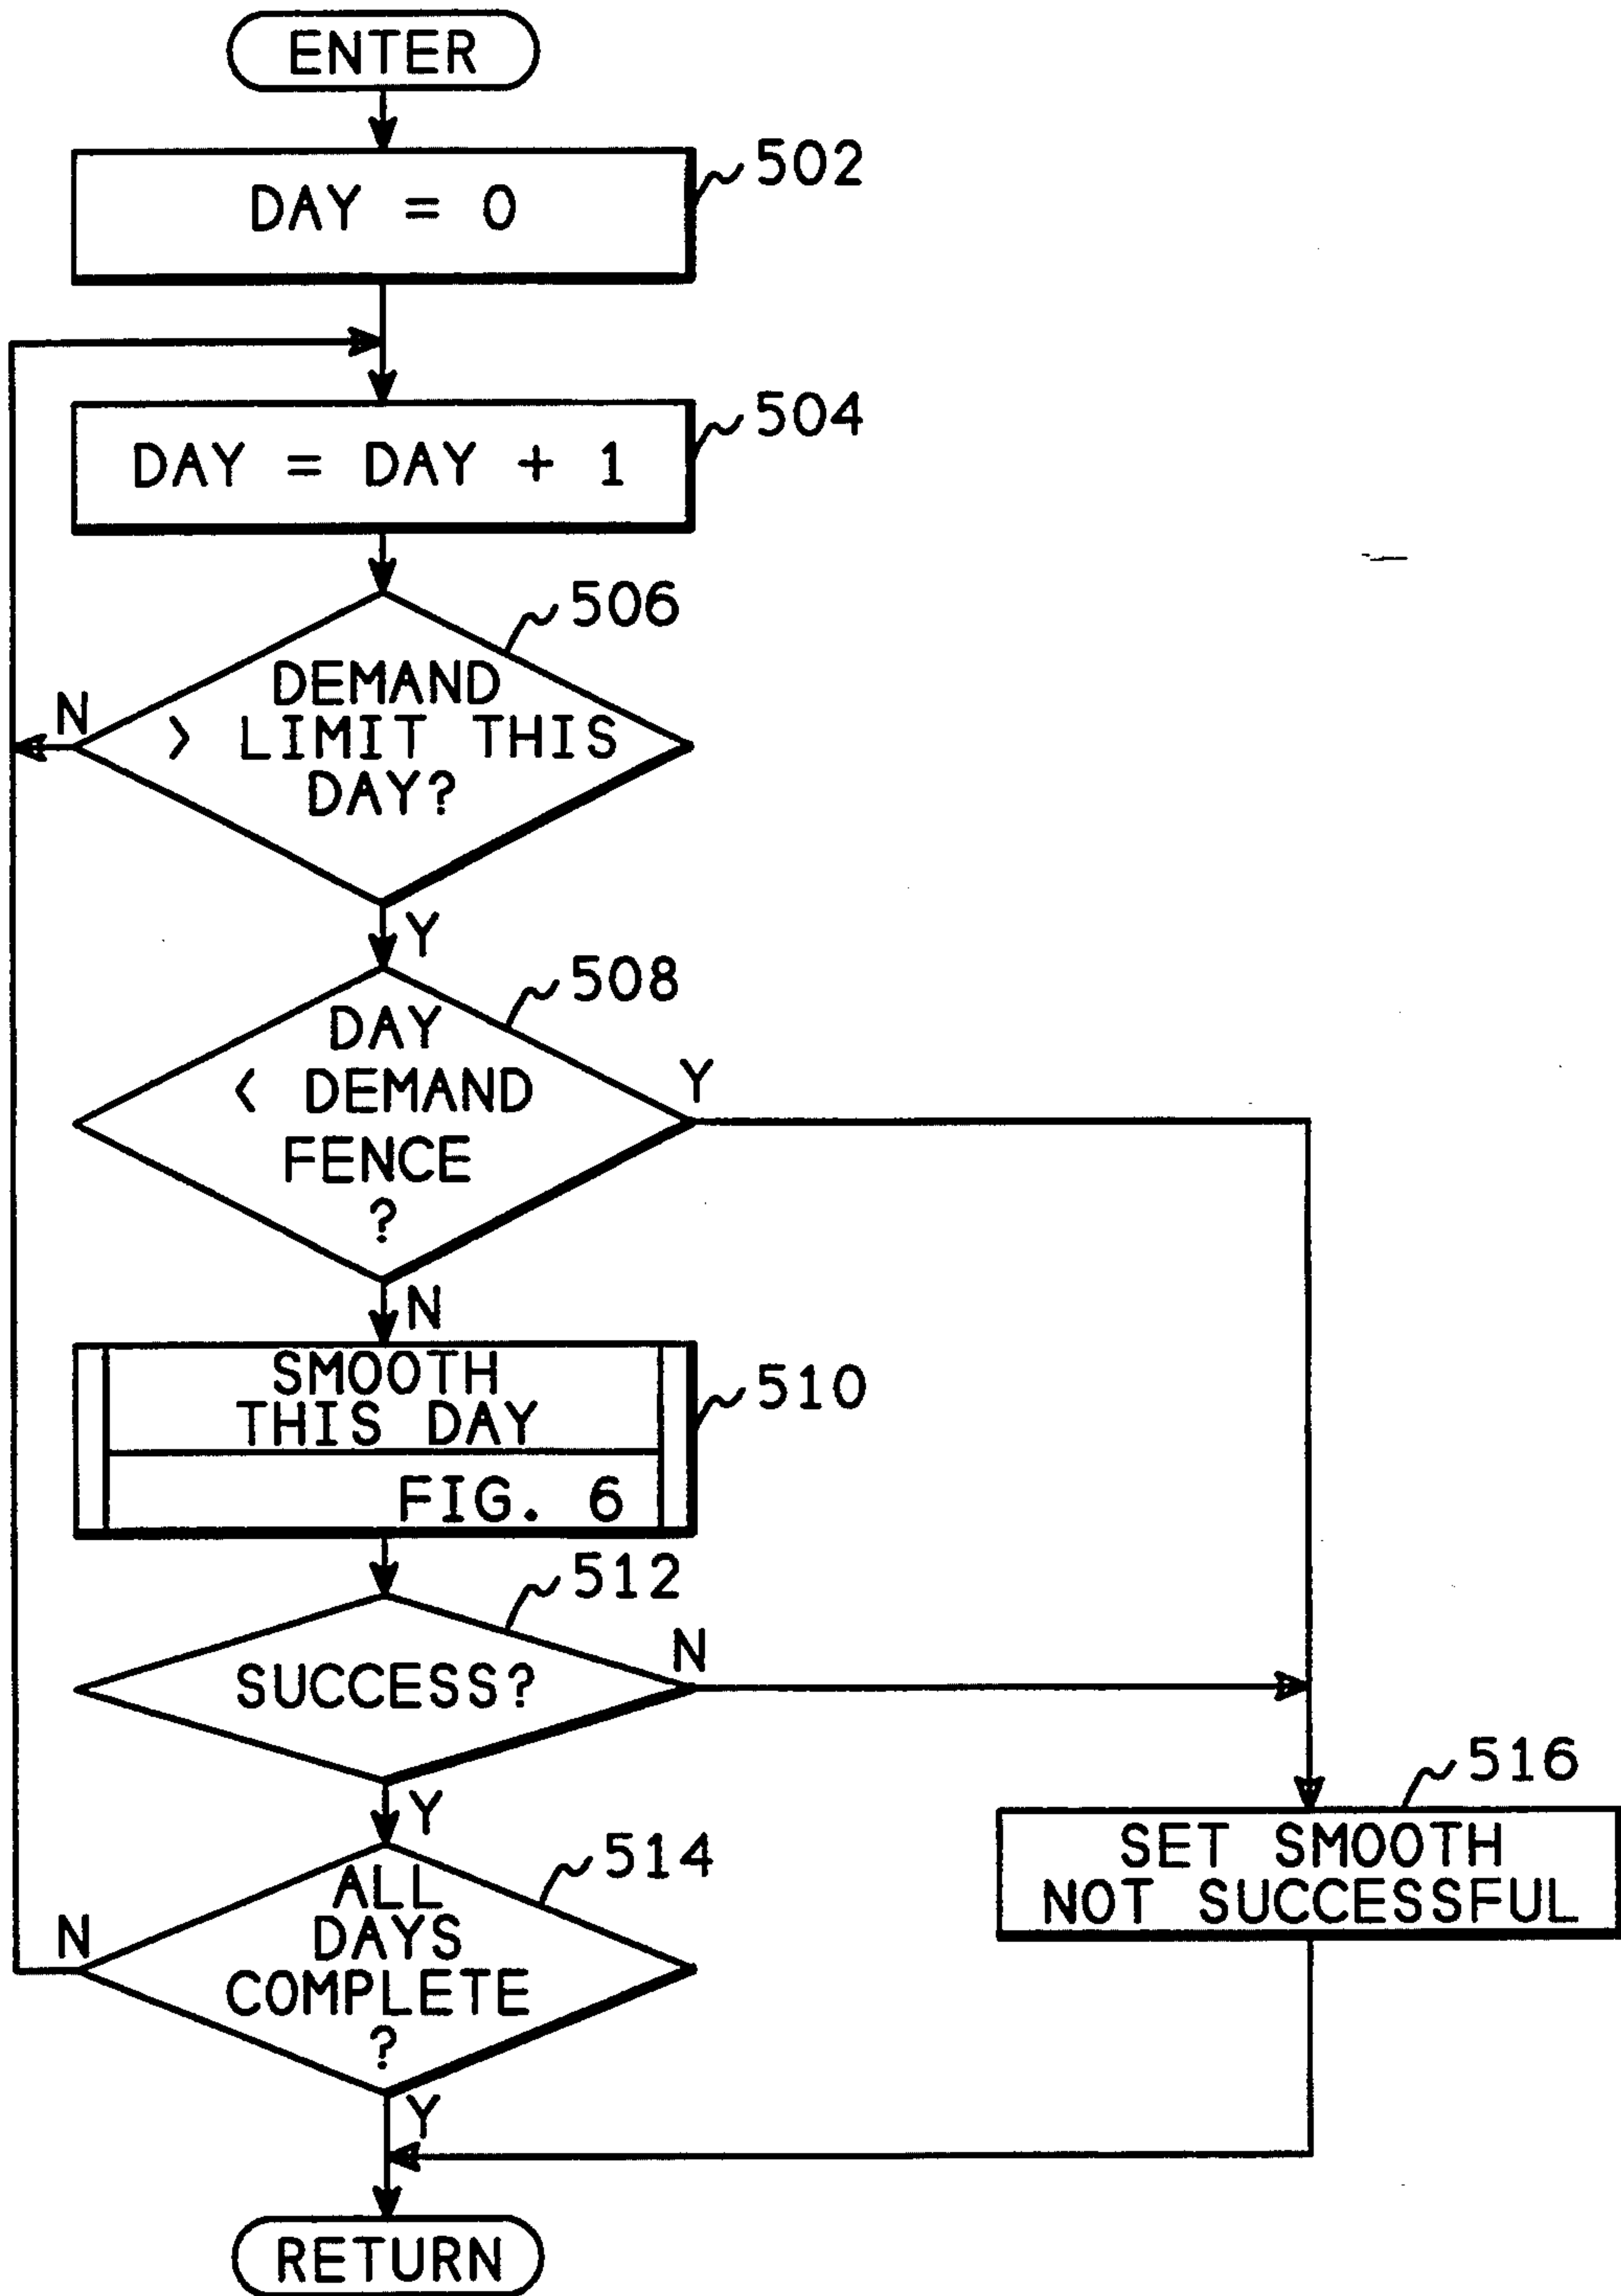 ENTER
502
DAY = 0
504
DAY = DAY + 1
506
DEMAND
> LIMIT THIS
DAY?
N
Y
508
DAY
< DEMAND
FENCE
?
Y
N
SMOOTH
THIS DAY
FIG. 6
510
512
SUCCESS?
N
Y
516
SET SMOOTH
NOT SUCCESSFUL
514
ALL
DAYS
COMPLETE
?
N
Y
RETURN